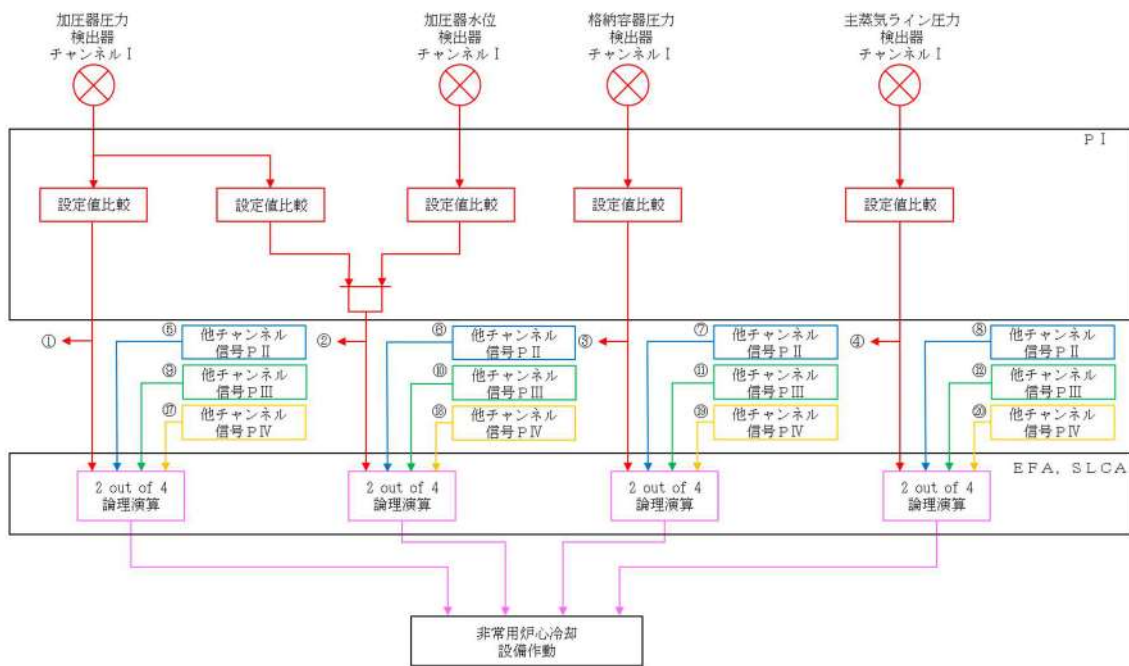 加圧器圧力
検出器
チャンネルⅠ
加圧器水位
検出器
チャンネルⅠ
格納容器圧力
検出器
チャンネルⅠ
主蒸気ライン圧力
検出器
チャンネルⅠ
PⅠ
設定値比較
設定値比較
設定値比較
設定値比較
設定値比較
①
⑤
他チャンネル
信号PⅡ
⑨
他チャンネル
信号PⅢ
⑰
他チャンネル
信号PⅣ
②
⑥
他チャンネル
信号PⅡ
⑩
他チャンネル
信号PⅢ
⑱
他チャンネル
信号PⅣ
③
⑦
他チャンネル
信号PⅡ
⑪
他チャンネル
信号PⅢ
⑲
他チャンネル
信号PⅣ
④
⑧
他チャンネル
信号PⅡ
⑫
他チャンネル
信号PⅢ
⑳
他チャンネル
信号PⅣ
EFA, SLCA
2 out of 4
論理演算
2 out of 4
論理演算
2 out of 4
論理演算
2 out of 4
論理演算
非常用炉心冷却
設備作動